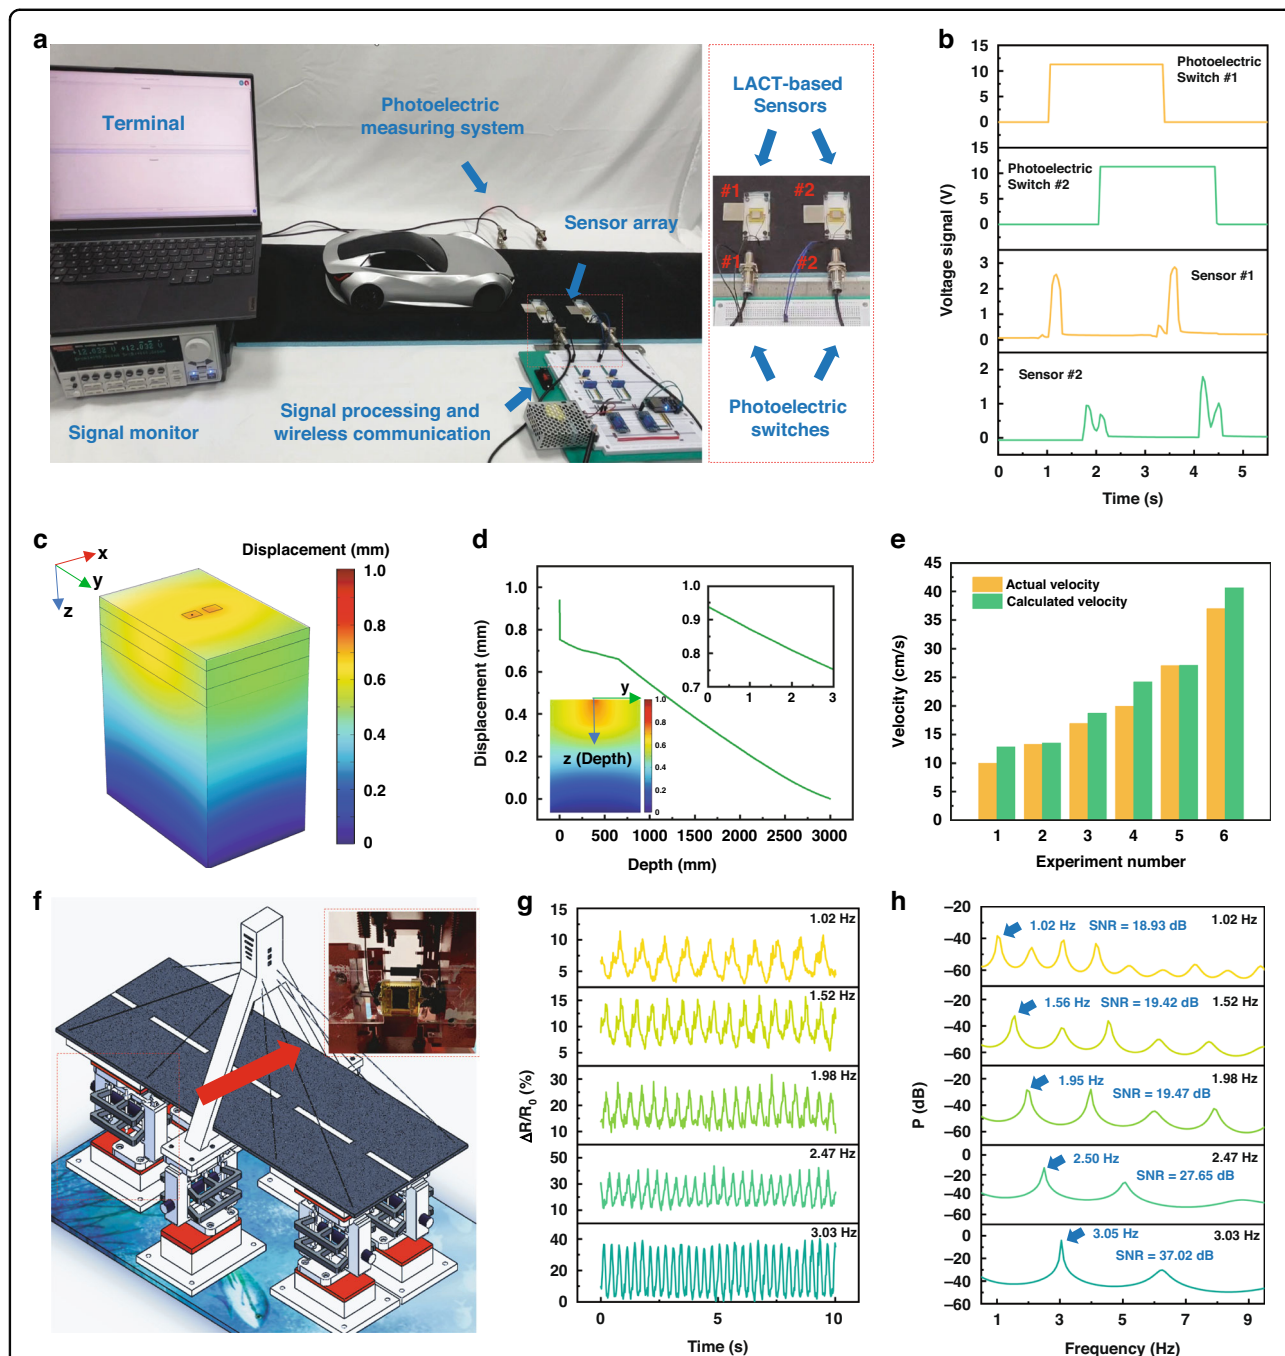 a
Terminal
Photoelectric
measuring system
Sensor array
Signal processing and
wireless communication
Signal monitor
LACT-based
Sensors
#1
#2
#1
#2
Photoelectric
switches
b
Voltage signal (V)
15
10
5
0
Photoelectric
Switch #1
15
10
5
0
Photoelectric
Switch #2
3
2
1
0
Sensor #1
2
1
0
Sensor #2
0 1 2 3 4 5
Time (s)
c
x
y
z
Displacement (mm)
1.0
0.8
0.6
0.4
0.2
0
d
Displacement (mm)
1.0
0.8
0.6
0.4
0.2
0.0
1.0
0.9
0.8
0.7
0 1 2 3
y
z (Depth)
1.0
0.8
0.6
0.4
0.2
0
0 500 1000 1500 2000 2500 3000
Depth (mm)
e
Velocity (cm/s)
45
40
35
30
25
20
15
10
5
0
Actual velocity
Calculated velocity
1 2 3 4 5 6
Experiment number
f
g
ΔR/R0 (%)
15
10
5
1.02 Hz
15
10
5
1.52 Hz
30
20
10
1.98 Hz
50
30
10
2.47 Hz
40
20
0
3.03 Hz
0 5 10
Time (s)
h
P (dB)
−20
−40
−60
1.02 Hz SNR = 18.93 dB
1.02 Hz
−20
−40
−60
1.56 Hz SNR = 19.42 dB
1.52 Hz
−20
−40
−60
1.95 Hz
SNR = 19.47 dB
1.98 Hz
0
−20
−40
−60
2.50 Hz
SNR = 27.65 dB
2.47 Hz
0
−20
−40
−60
3.05 Hz
SNR = 37.02 dB
3.03 Hz
1 3 5 7 9
Frequency (Hz)